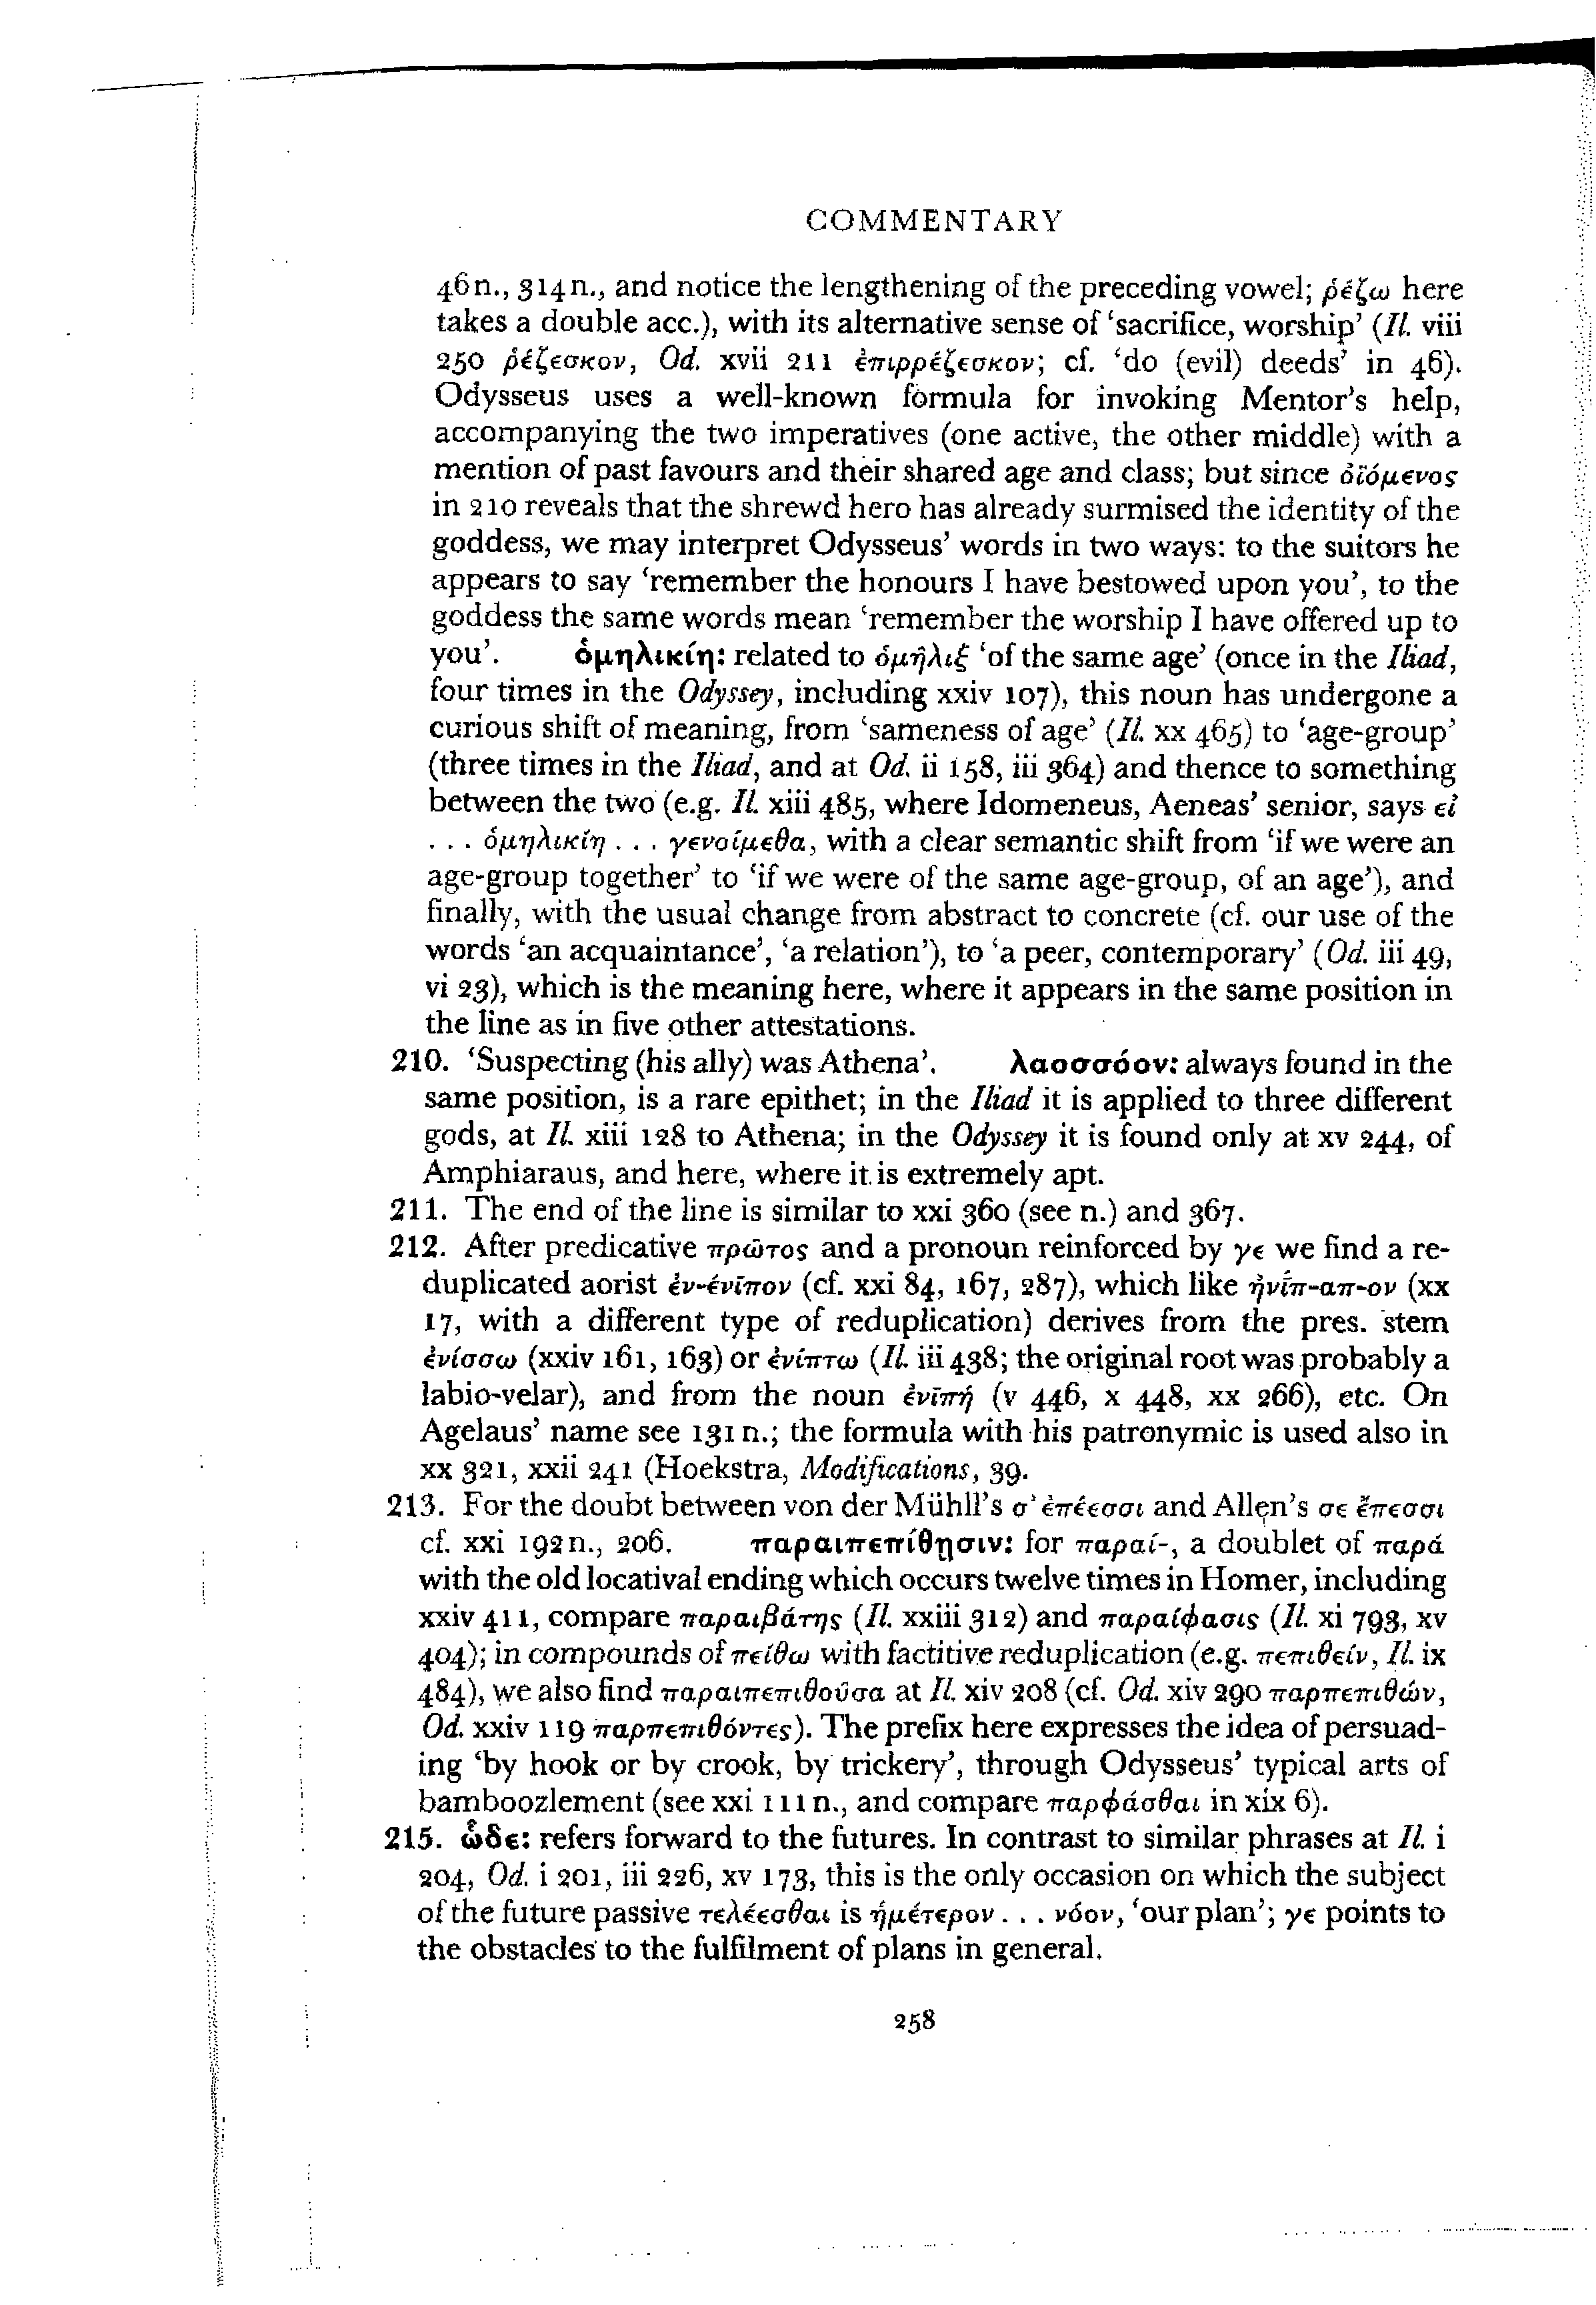 COMMENTARY
46 n., 314 n., and notice the lengthening of the preceding vowel; ῥέζω here
takes a double acc.), with its alternative sense of ‘sacrifice, worship’ (Il. viii
250 ῥέζεσκον, Od. xvii 211 ἐπιρρέζεσκον; cf. ‘do (evil) deeds’ in 46).
Odysseus uses a well-known formula for invoking Mentor’s help,
accompanying the two imperatives (one active, the other middle) with a
mention of past favours and their shared age and class; but since ὀϊόμενος
in 210 reveals that the shrewd hero has already surmised the identity of the
goddess, we may interpret Odysseus’ words in two ways: to the suitors he
appears to say ‘remember the honours I have bestowed upon you’, to the
goddess the same words mean ‘remember the worship I have offered up to
you’. ὁμηλικίη: related to ὁμῆλιξ ‘of the same age’ (once in the Iliad,
four times in the Odyssey, including xxiv 107), this noun has undergone a
curious shift of meaning, from ‘sameness of age’ (Il. xx 465) to ‘age-group’
(three times in the Iliad, and at Od. ii 158, iii 364) and thence to something
between the two (e.g. Il. xiii 485, where Idomeneus, Aeneas’ senior, says εἰ
. . . ὁμηλικίη . . . γενοίμεθα, with a clear semantic shift from ‘if we were an
age-group together’ to ‘if we were of the same age-group, of an age’), and
finally, with the usual change from abstract to concrete (cf. our use of the
words ‘an acquaintance’, ‘a relation’), to ‘a peer, contemporary’ (Od. iii 49,
vi 23), which is the meaning here, where it appears in the same position in
the line as in five other attestations.
210. ‘Suspecting (his ally) was Athena’. λαοσσόον: always found in the
same position, is a rare epithet; in the Iliad it is applied to three different
gods, at Il. xiii 128 to Athena; in the Odyssey it is found only at xv 244, of
Amphiaraus, and here, where it is extremely apt.
211. The end of the line is similar to xxi 360 (see n.) and 367.
212. After predicative πρῶτος and a pronoun reinforced by γε we find a re-
duplicated aorist ἐν-ένῑπον (cf. xxi 84, 167, 287), which like ἠνί̄π-απ-ον (xx
17, with a different type of reduplication) derives from the pres. stem
ἐνίσσω (xxiv 161, 163) or ἐνίπτω (Il. iii 438; the original root was probably a
labio-velar), and from the noun ἐνῑπή (v 446, x 448, xx 266), etc. On
Agelaus’ name see 131 n.; the formula with his patronymic is used also in
xx 321, xxii 241 (Hoekstra, Modifications, 39.
213. For the doubt between von der Mühll’s σ’ ἐπέεσσι and Allen’s σε ἔπεσσι
cf. xxi 192 n., 206. παραιπεπίθῃσιν: for παραί-, a doublet of παρά
with the old locatival ending which occurs twelve times in Homer, including
xxiv 411, compare παραιβάτης (Il. xxiii 312) and παραίφασις (Il. xi 793, xv
404); in compounds of πείθω with factitive reduplication (e.g. πεπιθεῖν, Il. ix
484), we also find παραιπεπιθοῦσα at Il. xiv 208 (cf. Od. xiv 290 παρπεπιθών,
Od. xxiv 119 παρπεπιθόντες). The prefix here expresses the idea of persuad-
ing ‘by hook or by crook, by trickery’, through Odysseus’ typical arts of
bamboozlement (see xxi 111 n., and compare παρφάσθαι in xix 6).
215. ὧδε: refers forward to the futures. In contrast to similar phrases at Il. i
204, Od. i 201, iii 226, xv 173, this is the only occasion on which the subject
of the future passive τελέεσθαι is ἡμέτερον . . . νόον, ‘our plan’; γε points to
the obstacles to the fulfilment of plans in general.
258